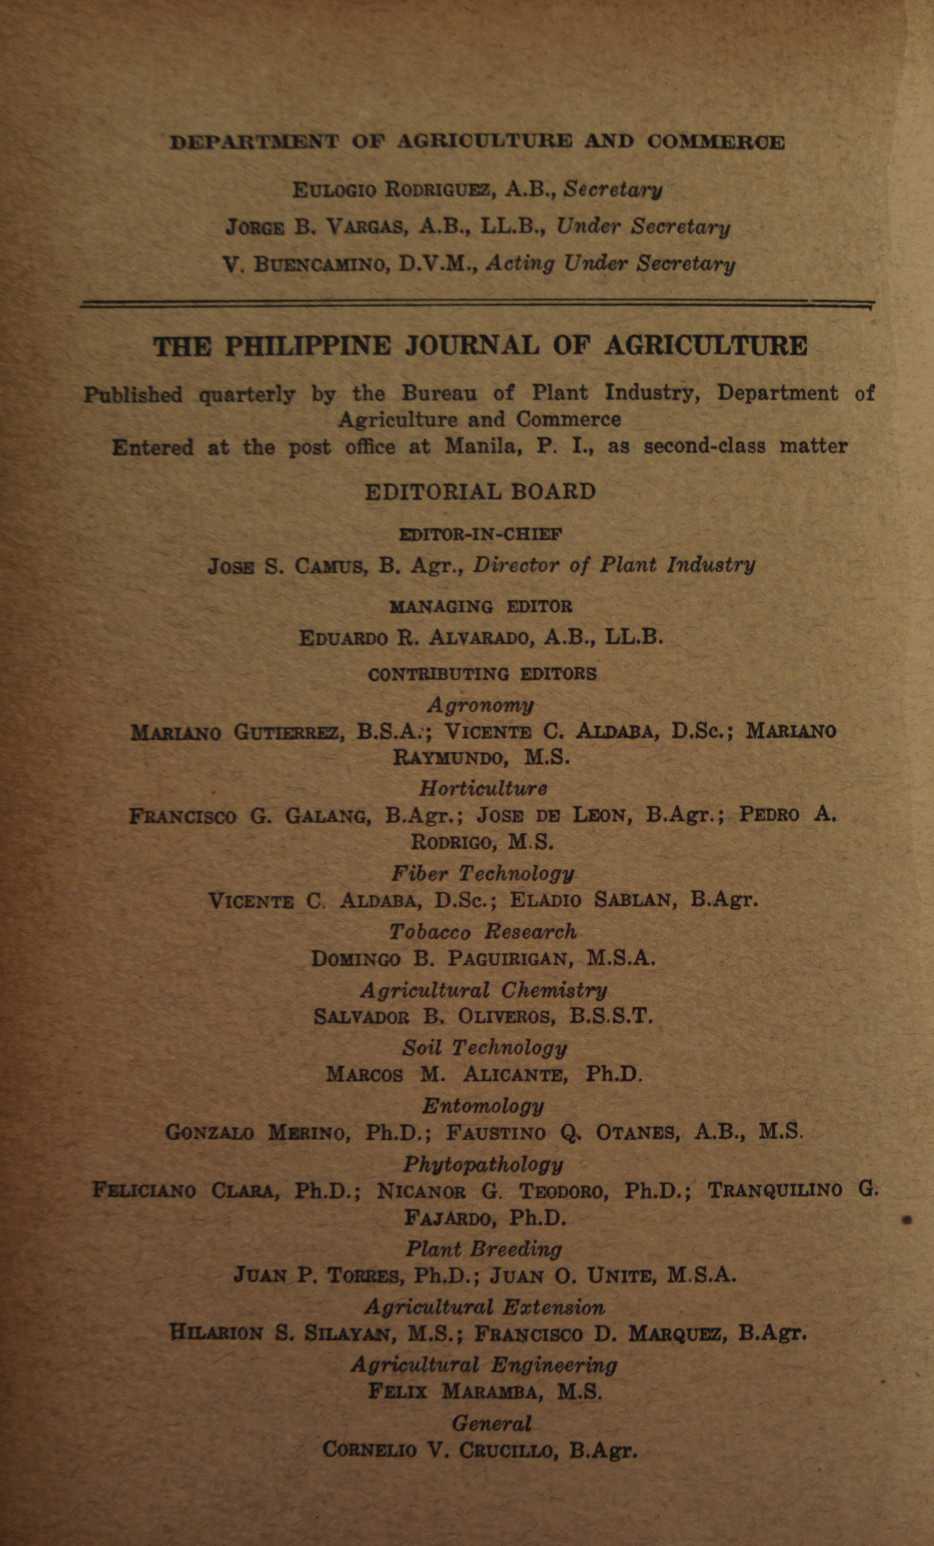 DEPARTMENT OF AGRICULTURE AND COMMERCE
EULOGIO RODRIGUEZ, A.B., Secretary
JORGE B. VARGAS, A.B., LL.B., Under Secretary
V. BUENCAMINO, D.V.M., Acting Under Secretary
THE PHILIPPINE JOURNAL OF AGRICULTURE
Published quarterly by the Bureau of Plant Industry, Department of
Agriculture and Commerce
Entered at the post office at Manila, P. I., as second-class matter
EDITORIAL BOARD
EDITOR-IN-CHIEF
JOSE S. CAMUS, B. Agr., Director of Plant Industry
MANAGING EDITOR
EDUARDO R. ALVARADO, A.B., LL.B.
CONTRIBUTING EDITORS
Agronomy
MARIANO GUTIERREZ, B.S.A.; VICENTE C. ALDABA, D.Sc.; MARIANO
RAYMUNDO, M.S.
Horticulture
FRANCISCO G. GALANG, B.Agr.; JOSE DE LEON, B.Agr.; PEDRO A.
RODRIGO, M.S.
Fiber Technology
VICENTE C. ALDABA, D.Sc.; ELADIO SABLAN, B.Agr.
Tobacco Research
DOMINGO B. PAGUIRIGAN, M.S.A.
Agricultural Chemistry
SALVADOR B. OLIVEROS, B.S.S.T.
Soil Technology
MARCOS M. ALICANTE, Ph.D.
Entomology
GONZALO MERINO, Ph.D.; FAUSTINO Q. OTANES, A.B., M.S.
Phytopathology
FELICIANO CLARA, Ph.D.; NICANOR G. TEODORO, Ph.D.; TRANQUILINO G.
FAJARDO, Ph.D.
Plant Breeding
JUAN P. TORRES, Ph.D.; JUAN O. UNITE, M.S.A.
Agricultural Extension
HILARION S. SILAYAN, M.S.; FRANCISCO D. MARQUEZ, B.Agr.
Agricultural Engineering
FELIX MARAMBA, M.S.
General
CORNELIO V. CRUCILLO, B.Agr.